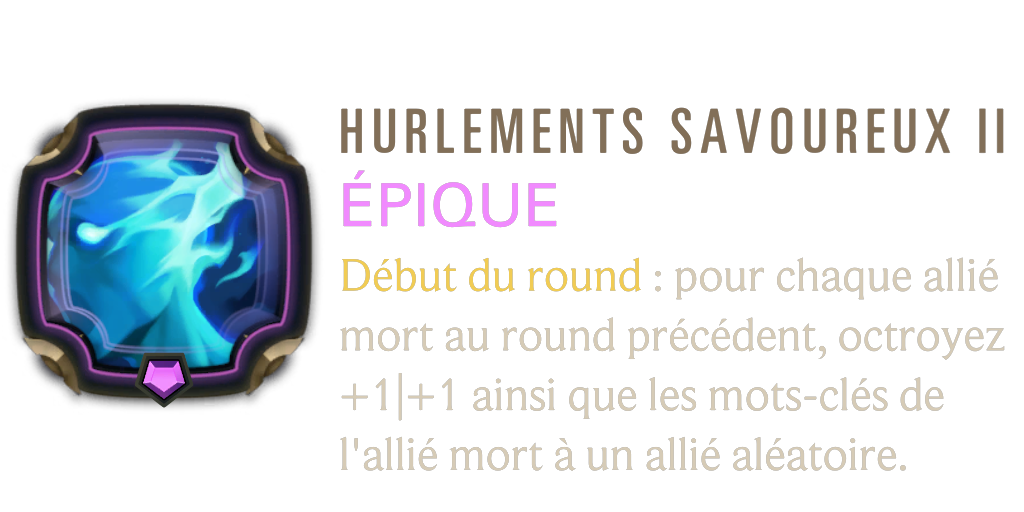 HURLEMENTS SAVOUREUX II
ÉPIQUE
Début du round : pour chaque allié
mort au round précédent, octroyez
+1|+1 ainsi que les mots-clés de
l'allié mort à un allié aléatoire.